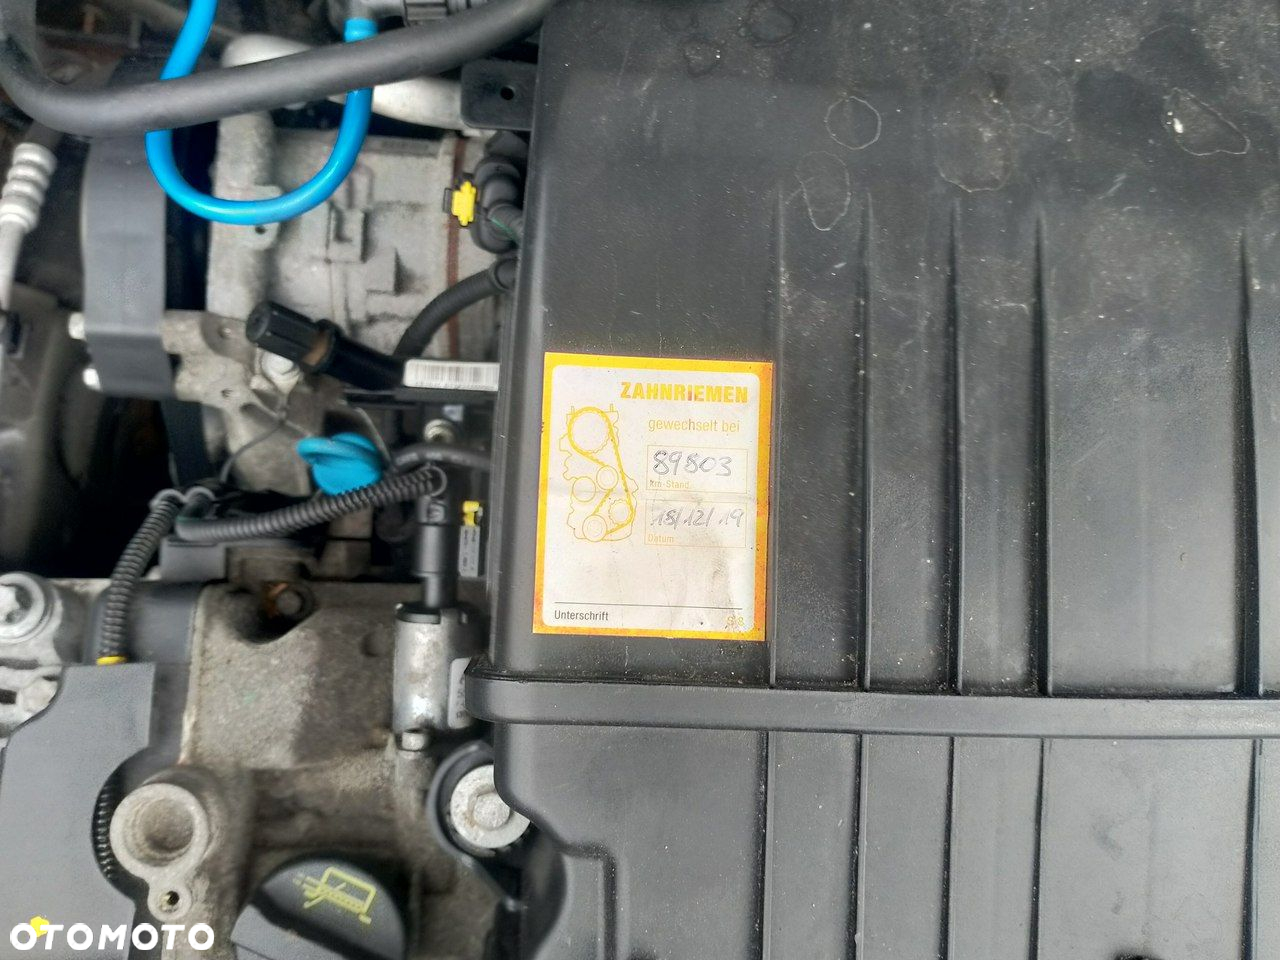 ZAHNRIEMEN
gewechselt bei
89803
km-Stand
18/12/19
Datum
Unterschrift
OTOMOTO